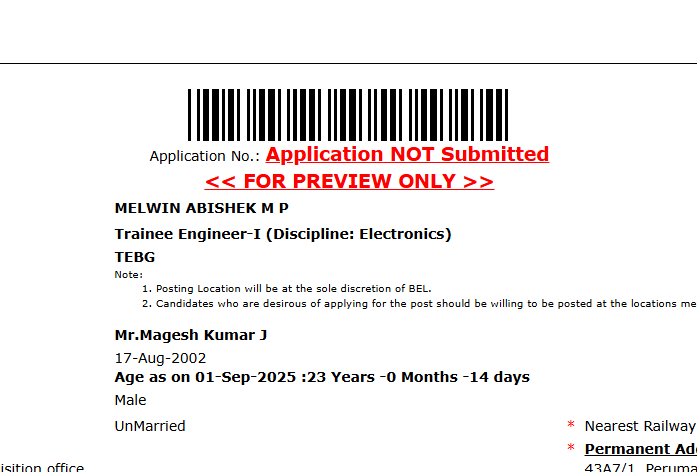 Application No.: Application NOT Submitted
<< FOR PREVIEW ONLY >>
MELWIN ABISHEK M P
Trainee Engineer-I (Discipline: Electronics)
TEBG
Note:
1. Posting Location will be at the sole discretion of BEL.
2. Candidates who are desirous of applying for the post should be willing to be posted at the locations me
Mr.Magesh Kumar J
17-Aug-2002
Age as on 01-Sep-2025 :23 Years -0 Months -14 days
Male
UnMarried
* Nearest Railway
* Permanent Ad
isition office
43A7/1, Peruma